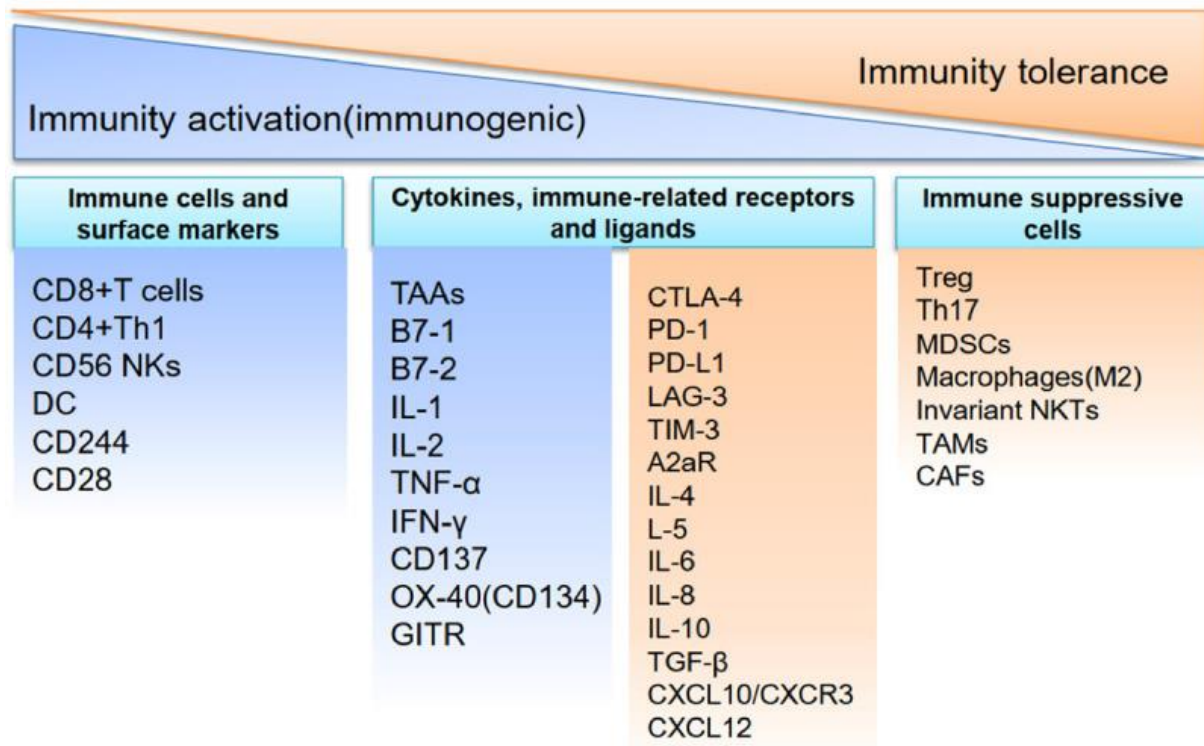 Immunity tolerance
Immunity activation(immunogenic)
Immune cells and
surface markers
CD8+T cells
CD4+Th1
CD56 NKs
DC
CD244
CD28
Cytokines, immune-related receptors
and ligands
TAAs
B7-1
B7-2
IL-1
IL-2
TNF-α
IFN-γ
CD137
OX-40(CD134)
GITR
CTLA-4
PD-1
PD-L1
LAG-3
TIM-3
A2aR
IL-4
L-5
IL-6
IL-8
IL-10
TGF-β
CXCL10/CXCR3
CXCL12
Immune suppressive
cells
Treg
Th17
MDSCs
Macrophages(M2)
Invariant NKTs
TAMs
CAFs